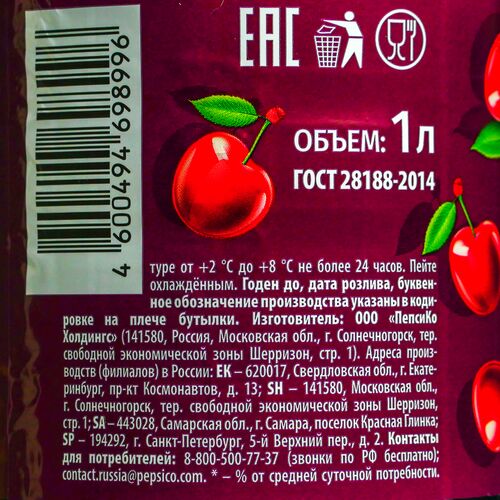 ЕАС
ОБЪЕМ: 1 л
ГОСТ 28188-2014
4 600494 698996
туре от +2 °С до +8 °С не более 24 часов. Пейте
охлаждённым. Годен до, дата розлива, буквен-
ное обозначение производства указаны в коди-
ровке на плече бутылки. Изготовитель: ООО «ПепсиКо
Холдингс» (141580, Россия, Московская обл., г. Солнечногорск, тер.
свободной экономической зоны Шерризон, стр. 1). Адреса произ-
водств (филиалов) в России: EK – 620017, Свердловская обл., г. Екате-
ринбург, пр-кт Космонавтов, д. 13; SH – 141580, Московская обл.,
г. Солнечногорск, тер. свободной экономической зоны Шерризон,
стр. 1; SA – 443028, Самарская обл., г. Самара, поселок Красная Глинка;
SP – 194292, г. Санкт-Петербург, 5-й Верхний пер., д. 2. Контакты
для потребителей: 8-800-500-77-37 (звонки по РФ бесплатно);
contact.russia@pepsico.com. * – % от средней суточной потребности.